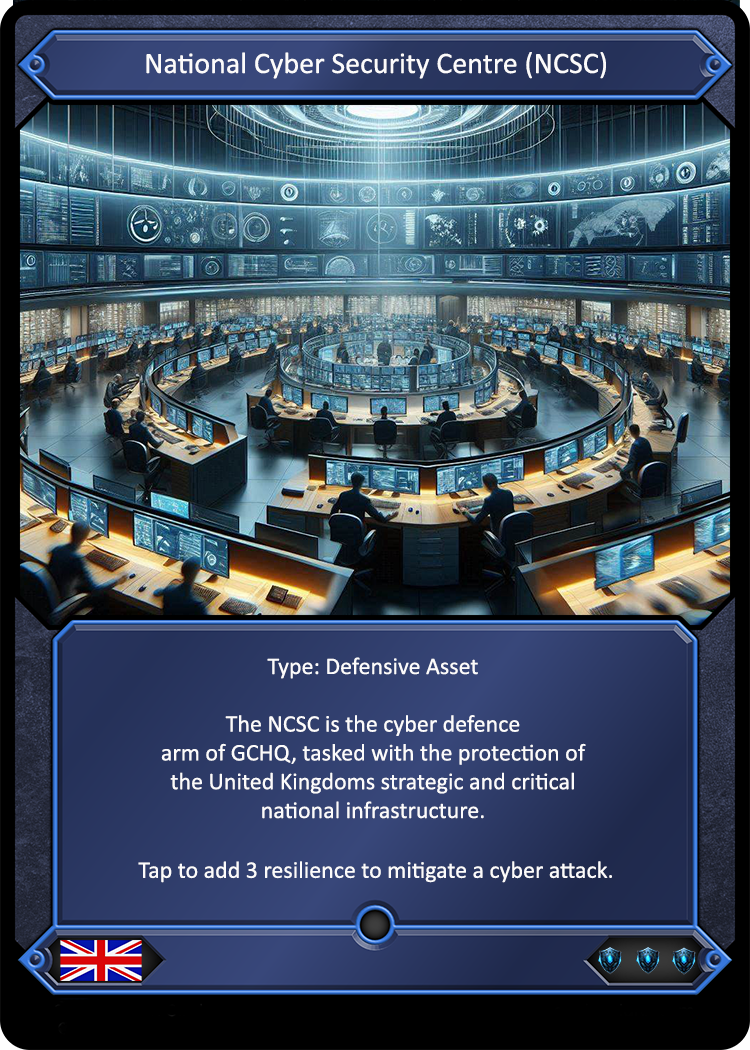 National Cyber Security Centre (NCSC)
Type: Defensive Asset
The NCSC is the cyber defence
arm of GCHQ, tasked with the protection of
the United Kingdoms strategic and critical
national infrastructure.
Tap to add 3 resilience to mitigate a cyber attack.